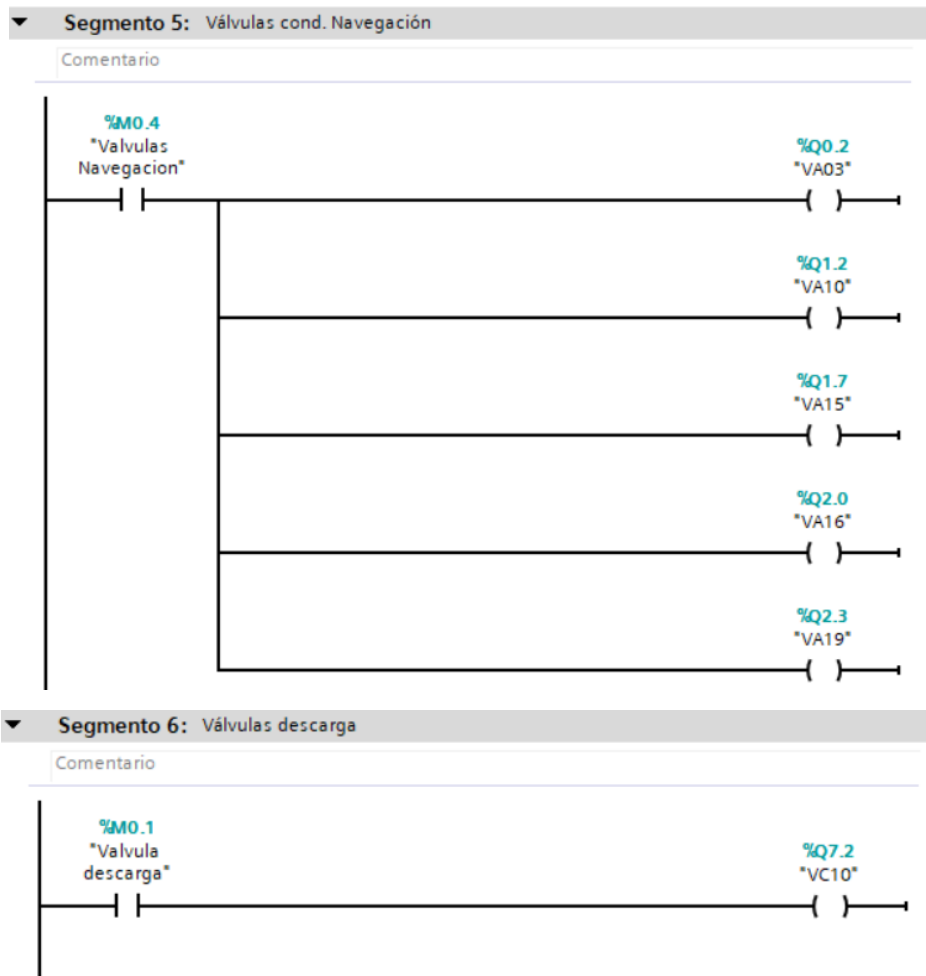 Segmento 5: Válvulas cond. Navegación
Comentario
%M0.4
"Valvulas
Navegacion"
%Q0.2
"VA03"
%Q1.2
"VA10"
%Q1.7
"VA15"
%Q2.0
"VA16"
%Q2.3
"VA19"
Segmento 6: Válvulas descarga
Comentario
%M0.1
"Valvula
descarga"
%Q7.2
"VC10"